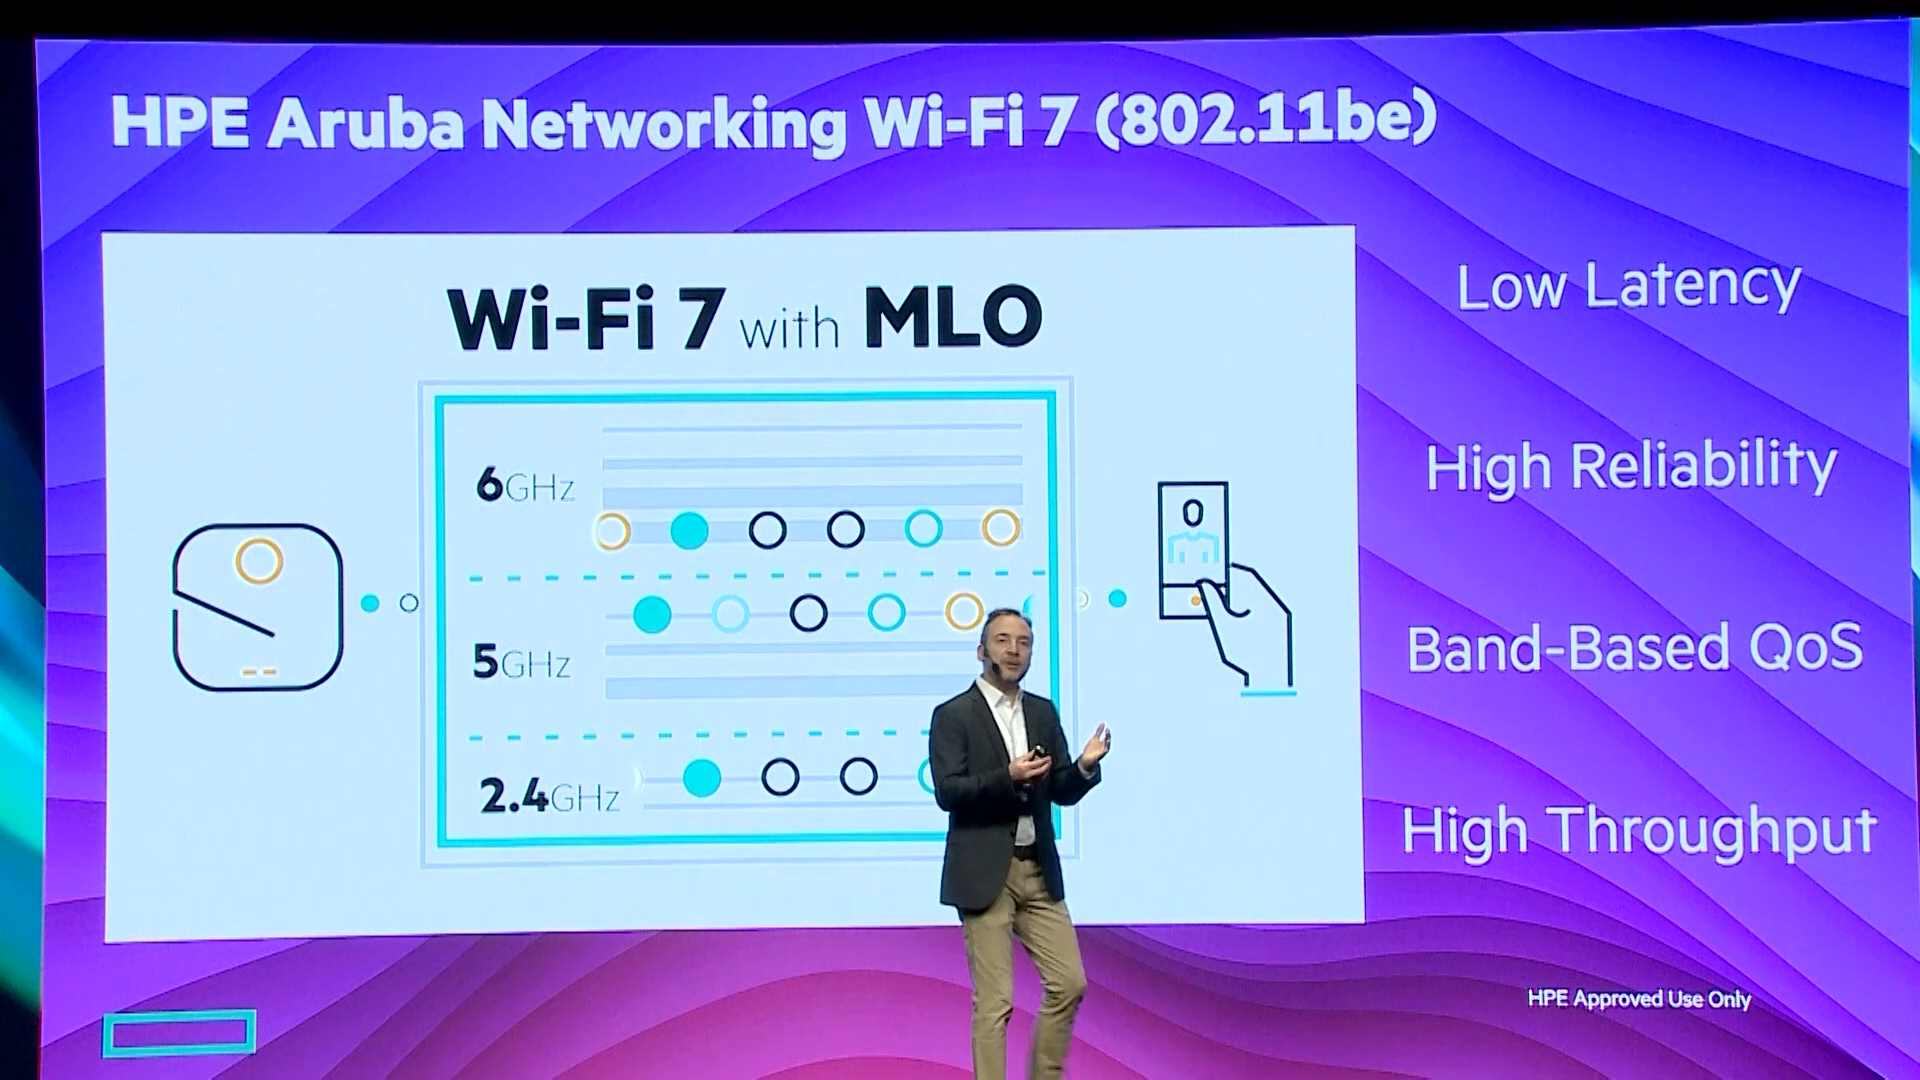 HPE Aruba Networking Wi-Fi 7 (802.11be)
Wi-Fi 7 with MLO
6GHz
5GHz
2.4GHz
Low Latency
High Reliability
Band-Based QoS
High Throughput
HPE Approved Use Only